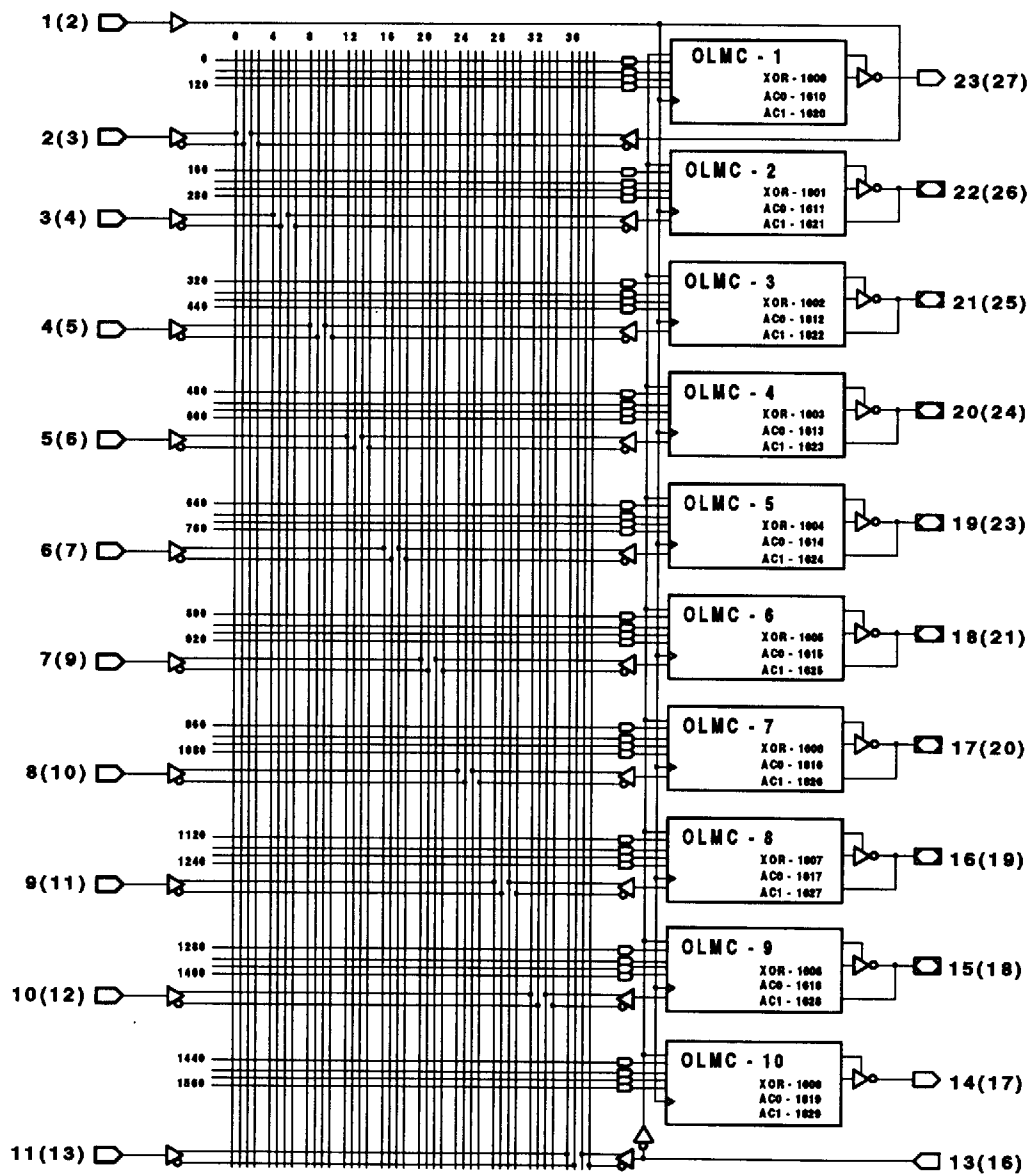 1(2)
0 4 8 12 16 20 24 28 32 36
0
OLMC - 1
XOR - 1600
AC0 - 1610
AC1 - 1620
23(27)
120
2(3)
160
OLMC - 2
XOR - 1601
AC0 - 1611
AC1 - 1621
22(26)
280
3(4)
320
OLMC - 3
XOR - 1602
AC0 - 1612
AC1 - 1622
21(25)
440
4(5)
480
OLMC - 4
XOR - 1603
AC0 - 1613
AC1 - 1623
20(24)
600
5(6)
640
OLMC - 5
XOR - 1604
AC0 - 1614
AC1 - 1624
19(23)
760
6(7)
800
OLMC - 6
XOR - 1605
AC0 - 1615
AC1 - 1625
18(21)
920
7(9)
960
OLMC - 7
XOR - 1606
AC0 - 1616
AC1 - 1626
17(20)
1080
8(10)
1120
OLMC - 8
XOR - 1607
AC0 - 1617
AC1 - 1627
16(19)
1240
9(11)
1280
OLMC - 9
XOR - 1608
AC0 - 1618
AC1 - 1628
15(18)
1400
10(12)
1440
OLMC - 10
XOR - 1609
AC0 - 1619
AC1 - 1629
14(17)
1560
11(13)
13(16)